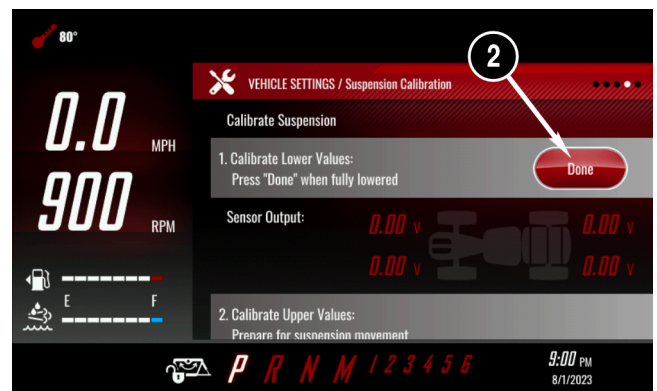 80°
2
VEHICLE SETTINGS / Suspension Calibration
Calibrate Suspension
0.0 MPH
1. Calibrate Lower Values:
Press "Done" when fully lowered
Done
900 RPM
Sensor Output:
0.00 V
0.00 V
0.00 V
0.00 V
E F
2. Calibrate Upper Values:
Prepare for suspension movement
P R N M 1 2 3 4 5 6
9:00 PM
8/1/2023